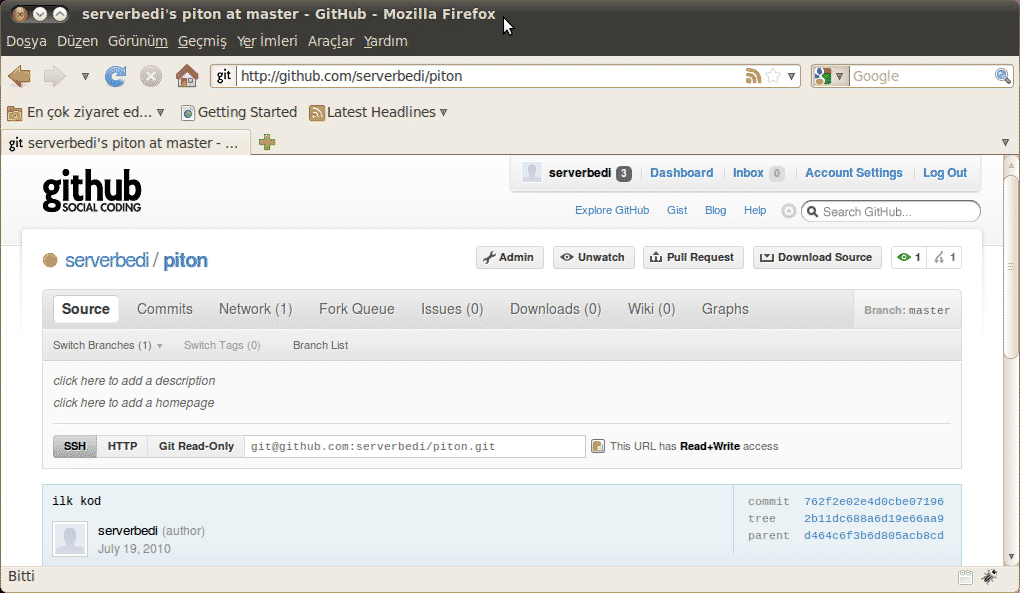 serverbedi's piton at master - GitHub - Mozilla Firefox
Dosya Düzen Görünüm Geçmiş Yer İmleri Araçlar Yardım
git http://github.com/serverbedi/piton Google
En çok ziyaret ed... Getting Started Latest Headlines
git serverbedi's piton at master - ...
github
SOCIAL CODING
serverbedi 3 Dashboard Inbox 0 Account Settings Log Out
Explore GitHub Gist Blog Help Search GitHub...
serverbedi / piton Admin Unwatch Pull Request Download Source 1 1
Source Commits Network (1) Fork Queue Issues (0) Downloads (0) Wiki (0) Graphs Branch: master
Switch Branches (1) Switch Tags (0) Branch List
click here to add a description
click here to add a homepage
SSH HTTP Git Read-Only git@github.com:serverbedi/piton.git This URL has Read+Write access
ilk kod
serverbedi (author)
July 19, 2010
commit 762f2e02e4d0cbe07196
tree 2b11dc688a6d19e66aa9
parent d464c6f3b6d805acb8cd
Bitti